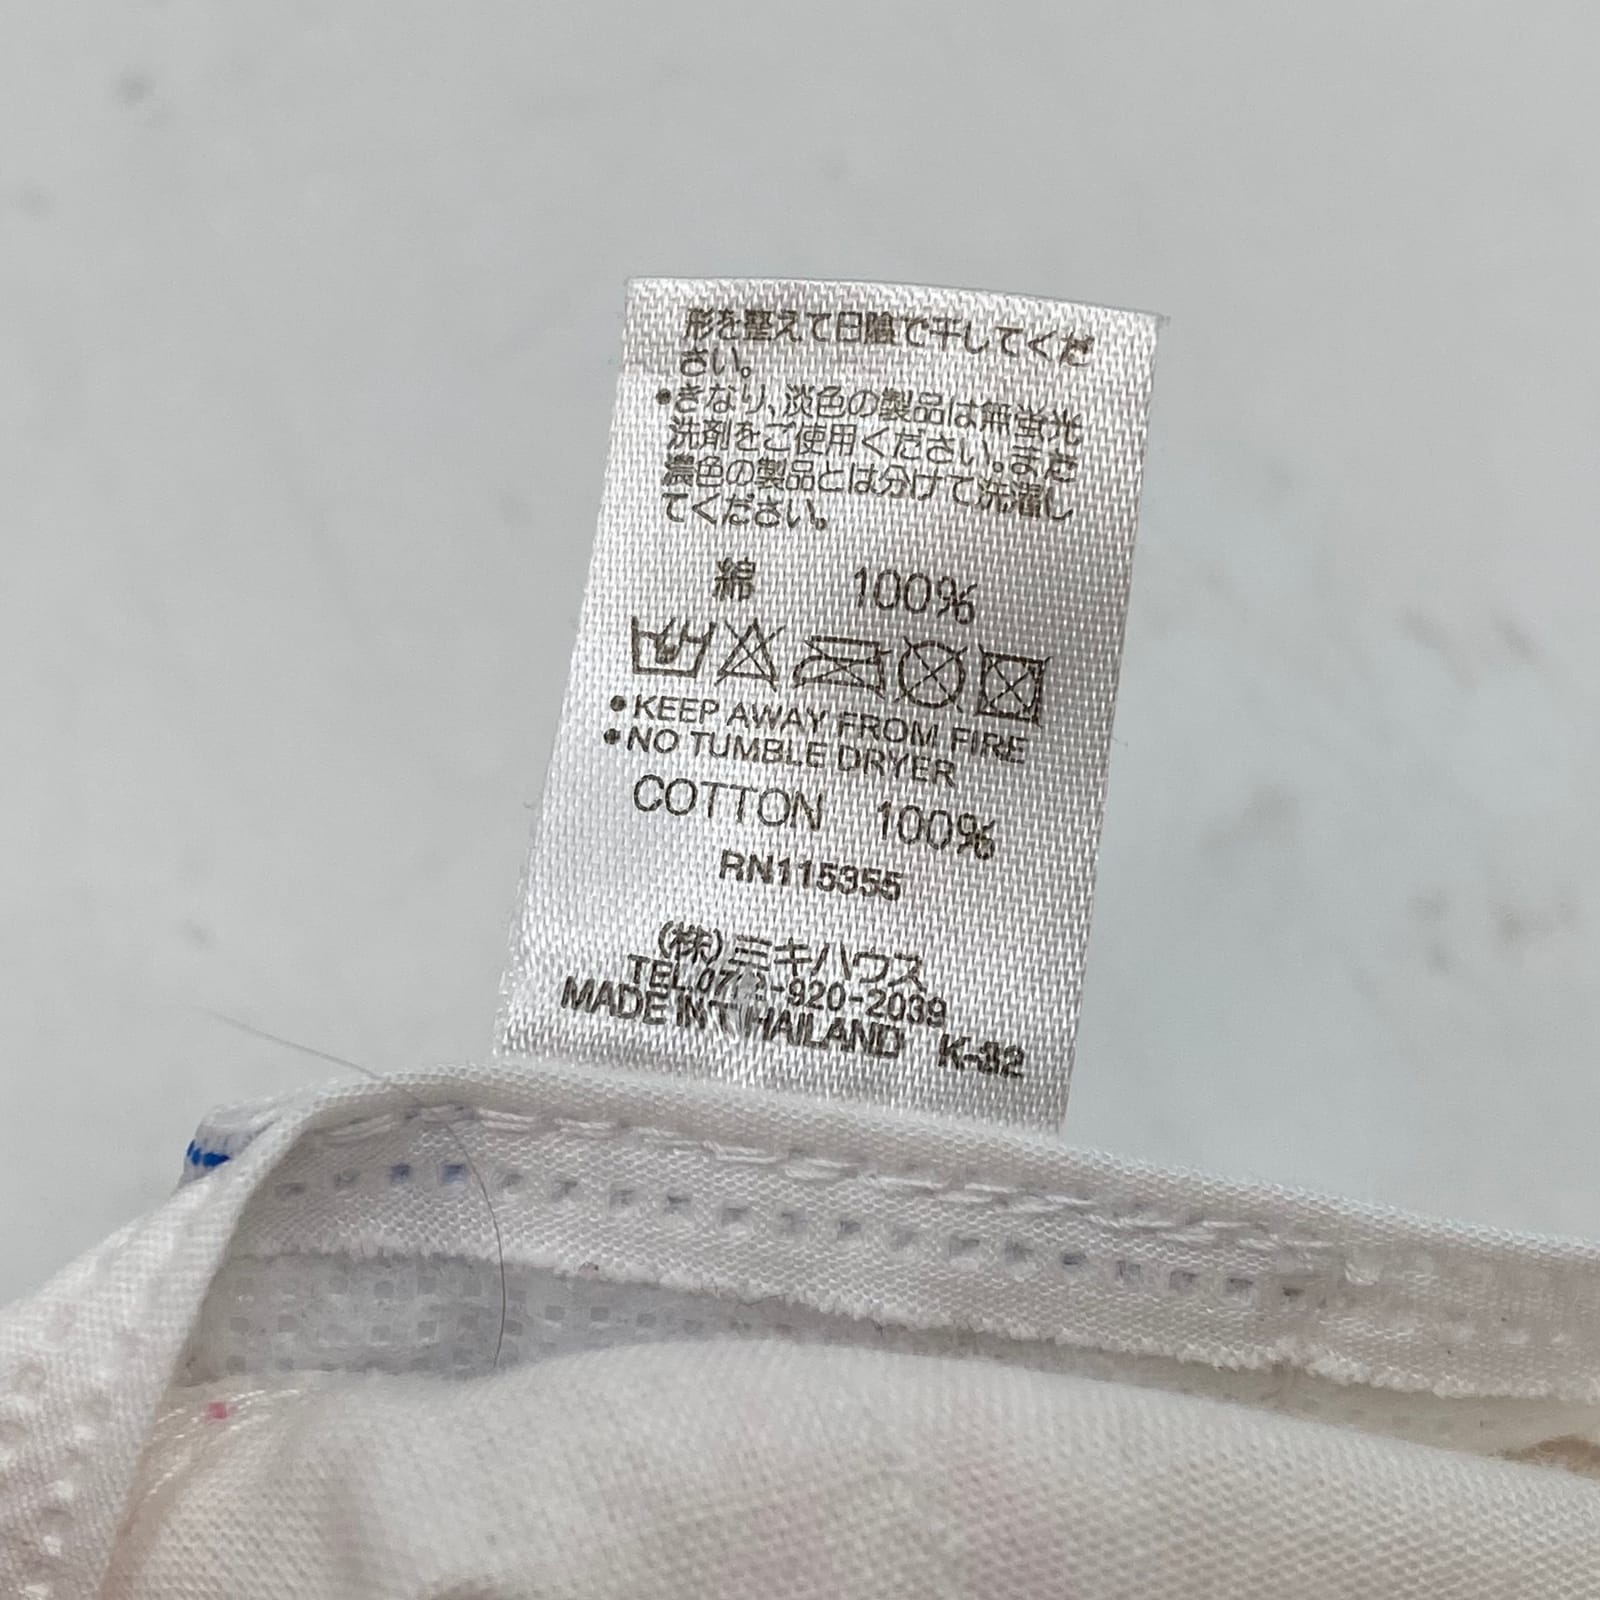 形を整えて日陰で干してくだ
さい。
•きなり、淡色の製品は無蛍光
洗剤をご使用ください。また
濃色の製品とは分けて洗濯し
てください。
綿 100%
• KEEP AWAY FROM FIRE
• NO TUMBLE DRYER
COTTON 100%
RN115355
(株)ミキハウス
TEL -920-2039
MADE IN THAILAND K-32